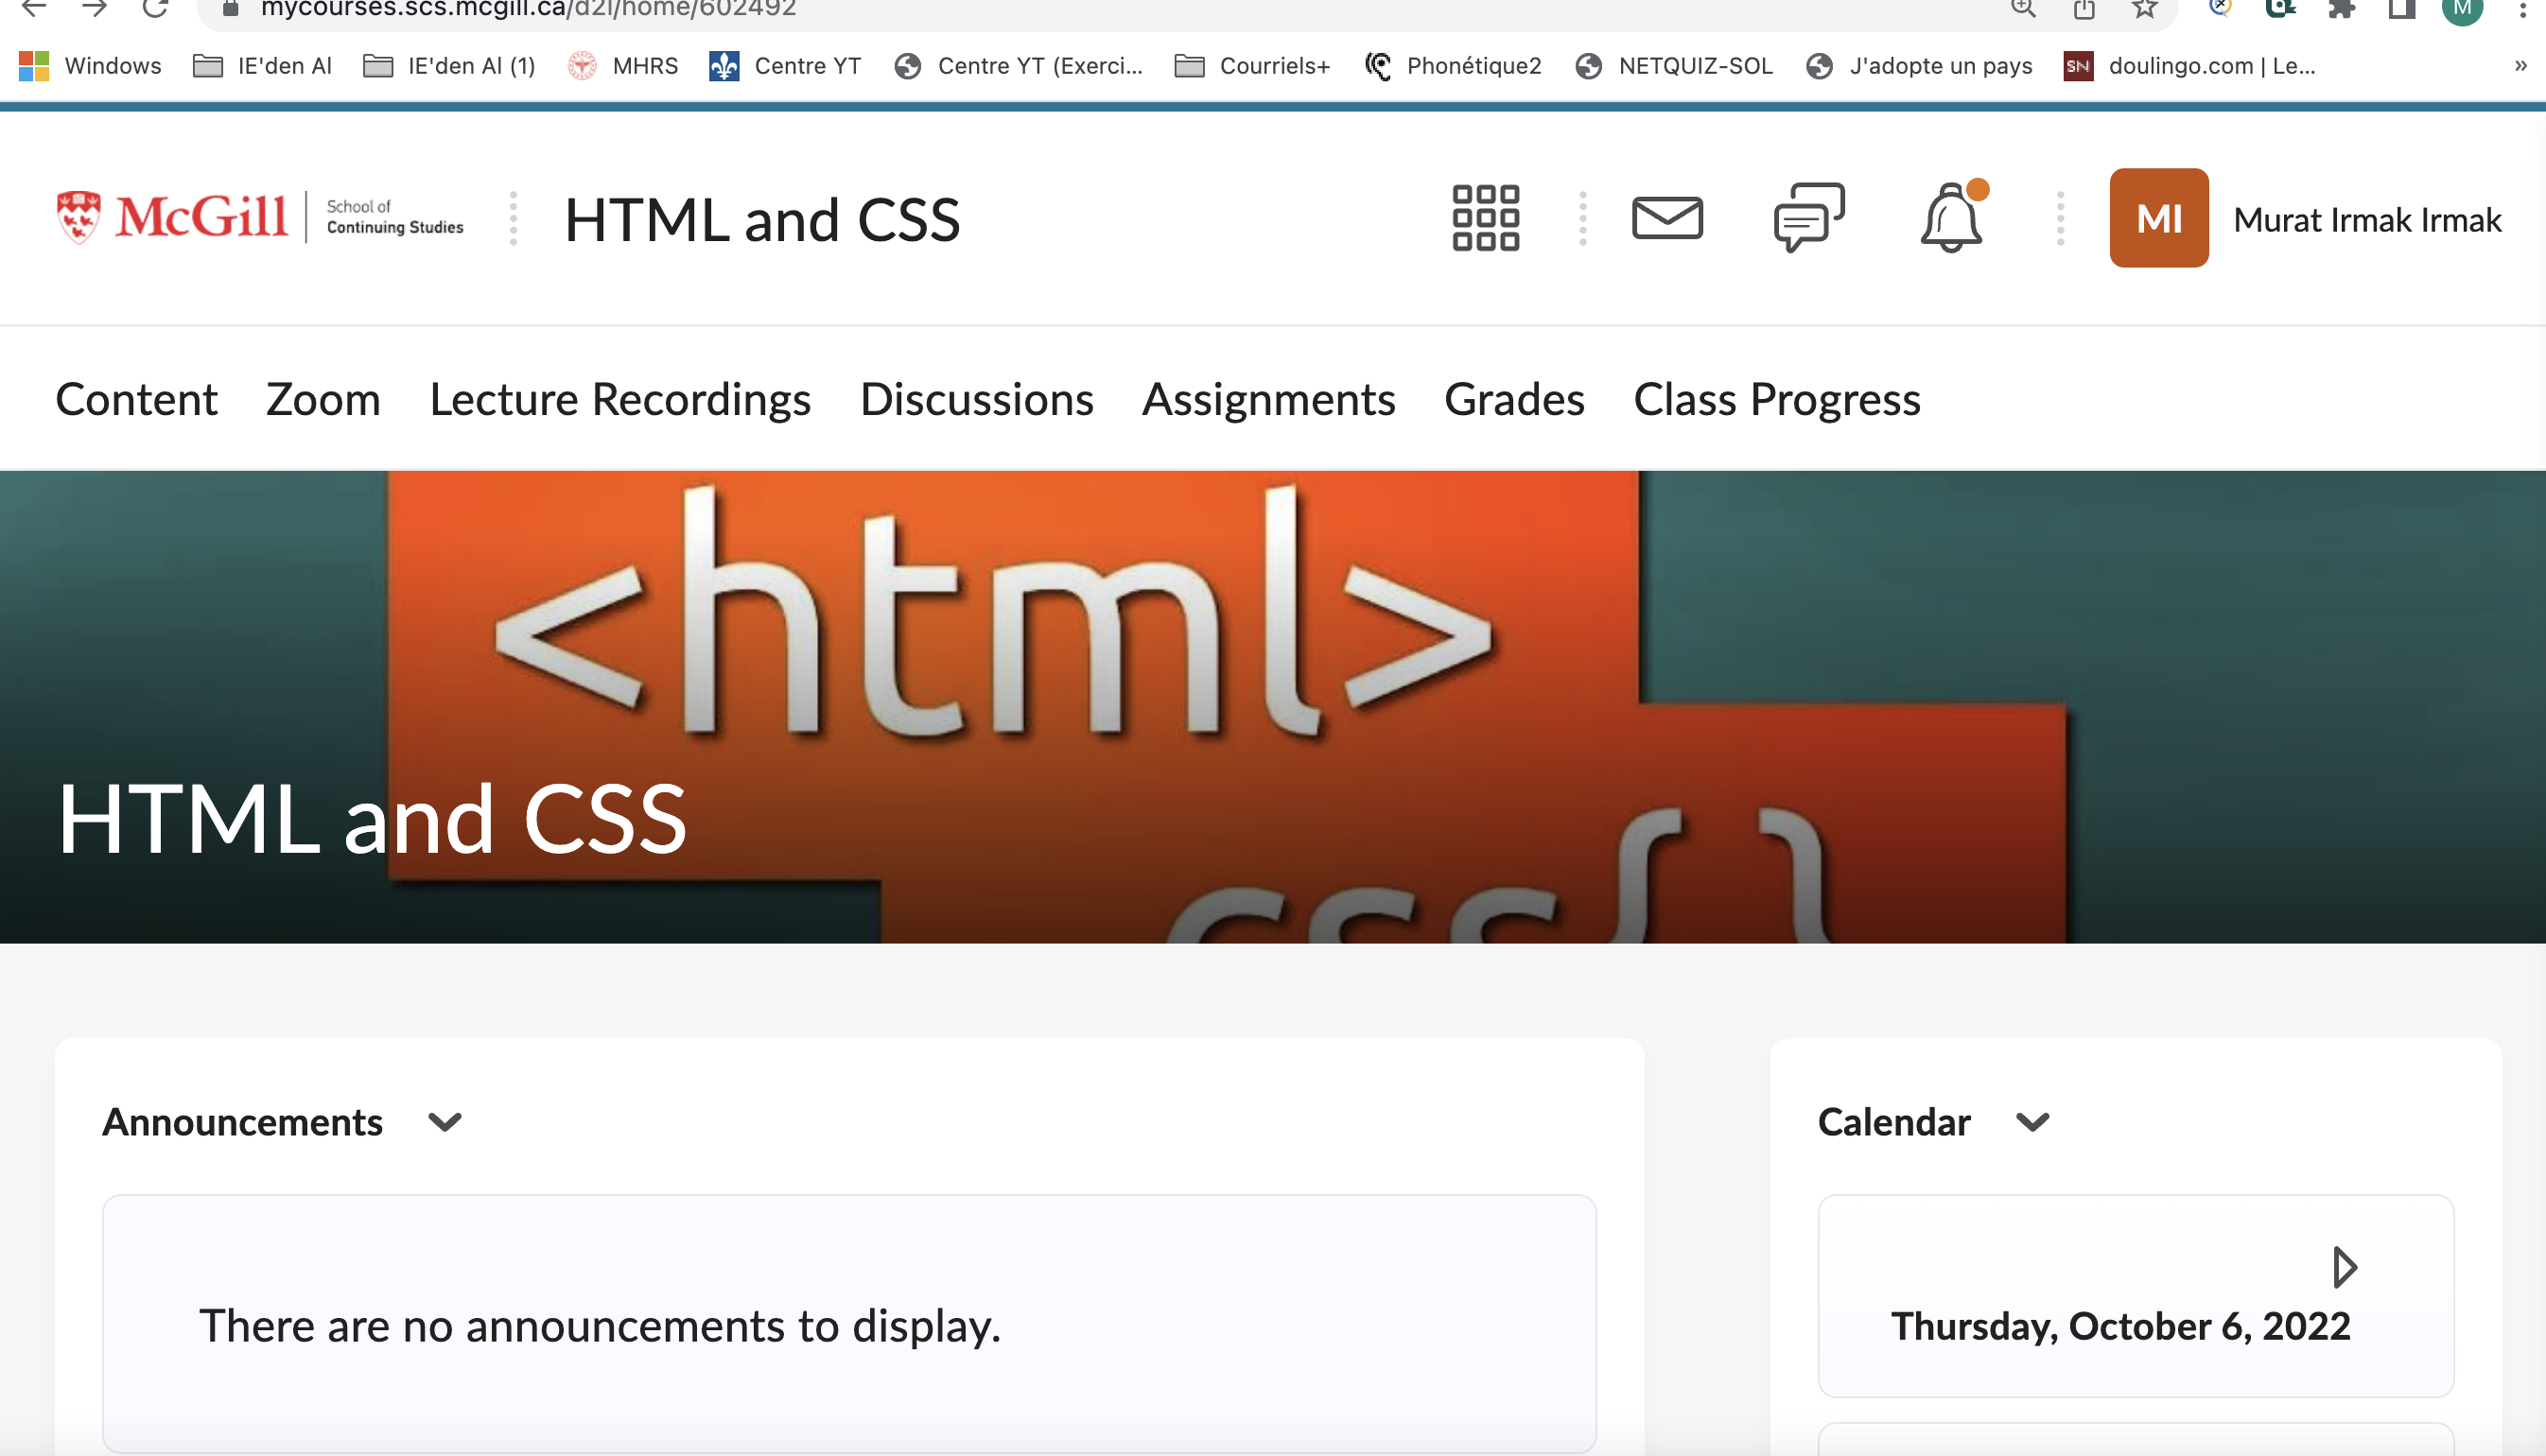 mycourses.scs.mcgill.ca/d2l/home/602492
M
Windows IE'den Al IE'den Al (1) MHRS Centre YT Centre YT (Exerci... Courriels+ Phonétique2 NETQUIZ-SOL J'adopte un pays SN doulingo.com | Le... »
McGill School of Continuing Studies HTML and CSS MI Murat Irmak Irmak
Content Zoom Lecture Recordings Discussions Assignments Grades Class Progress
<html>
HTML and CSS
css{}
Announcements
There are no announcements to display.
Calendar
Thursday, October 6, 2022